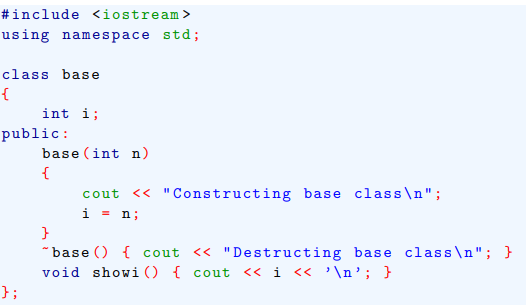 #include <iostream>
using namespace std;
class base
{
int i;
public:
base(int n)
{
cout << "Constructing base class\n";
i = n;
}
~base() { cout << "Destructing base class\n"; }
void showi() { cout << i << ’\n’; }
};